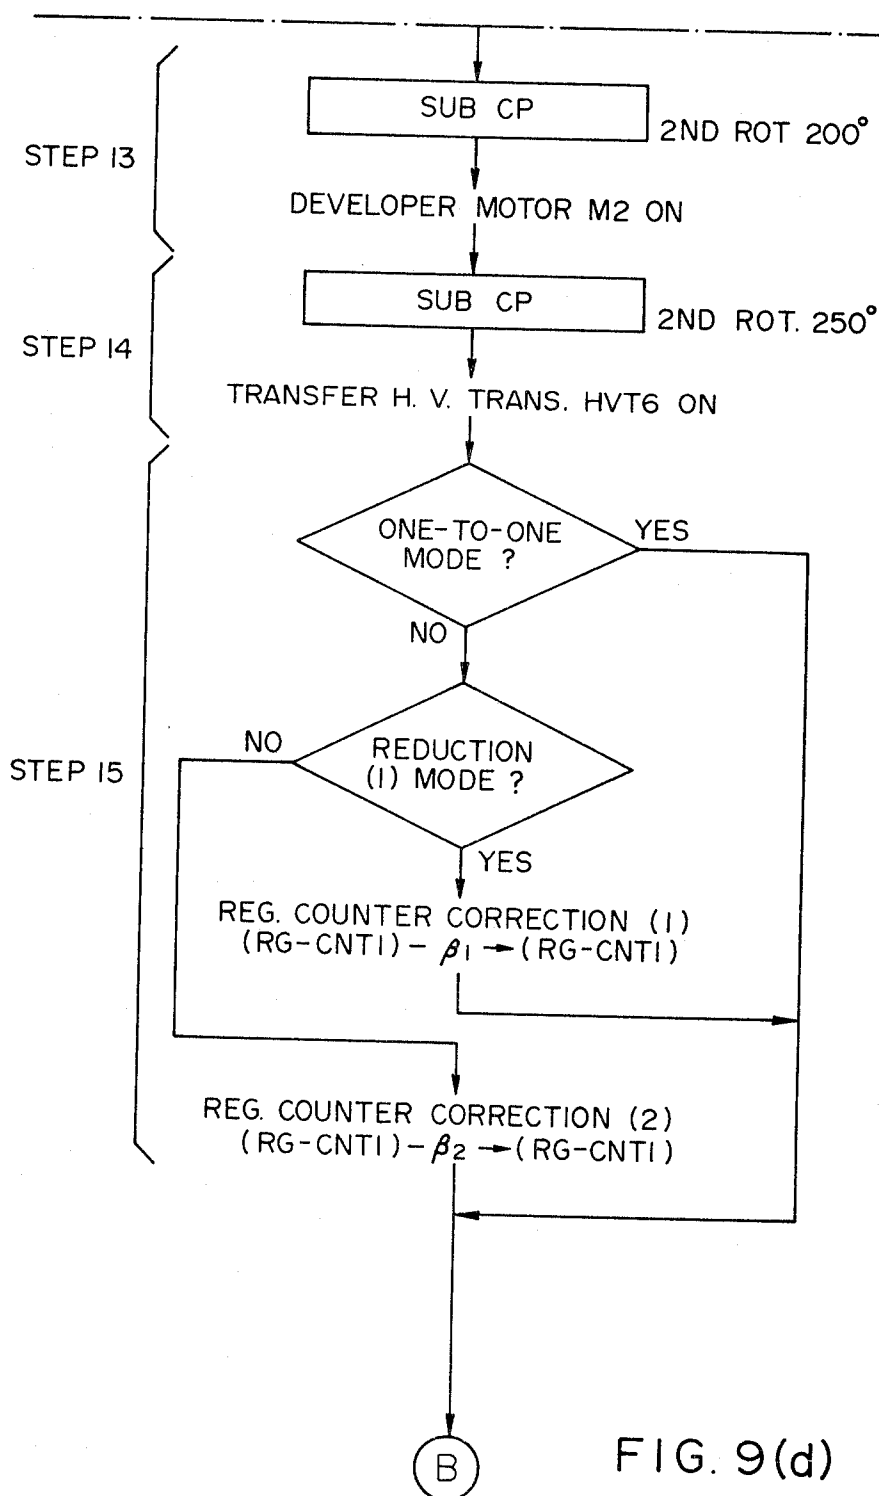 SUB CP
2ND ROT 200°
STEP 13
DEVELOPER MOTOR M2 ON
SUB CP
2ND ROT. 250°
STEP 14
TRANSFER H. V. TRANS. HVT6 ON
ONE-TO-ONE
MODE ?
YES
NO
STEP 15
NO
REDUCTION
(1) MODE ?
YES
REG. COUNTER CORRECTION (1)
(RG-CNT1) - β1 → (RG-CNT1)
REG. COUNTER CORRECTION (2)
(RG-CNT1) - β2 → (RG-CNT1)
B
FIG. 9(d)